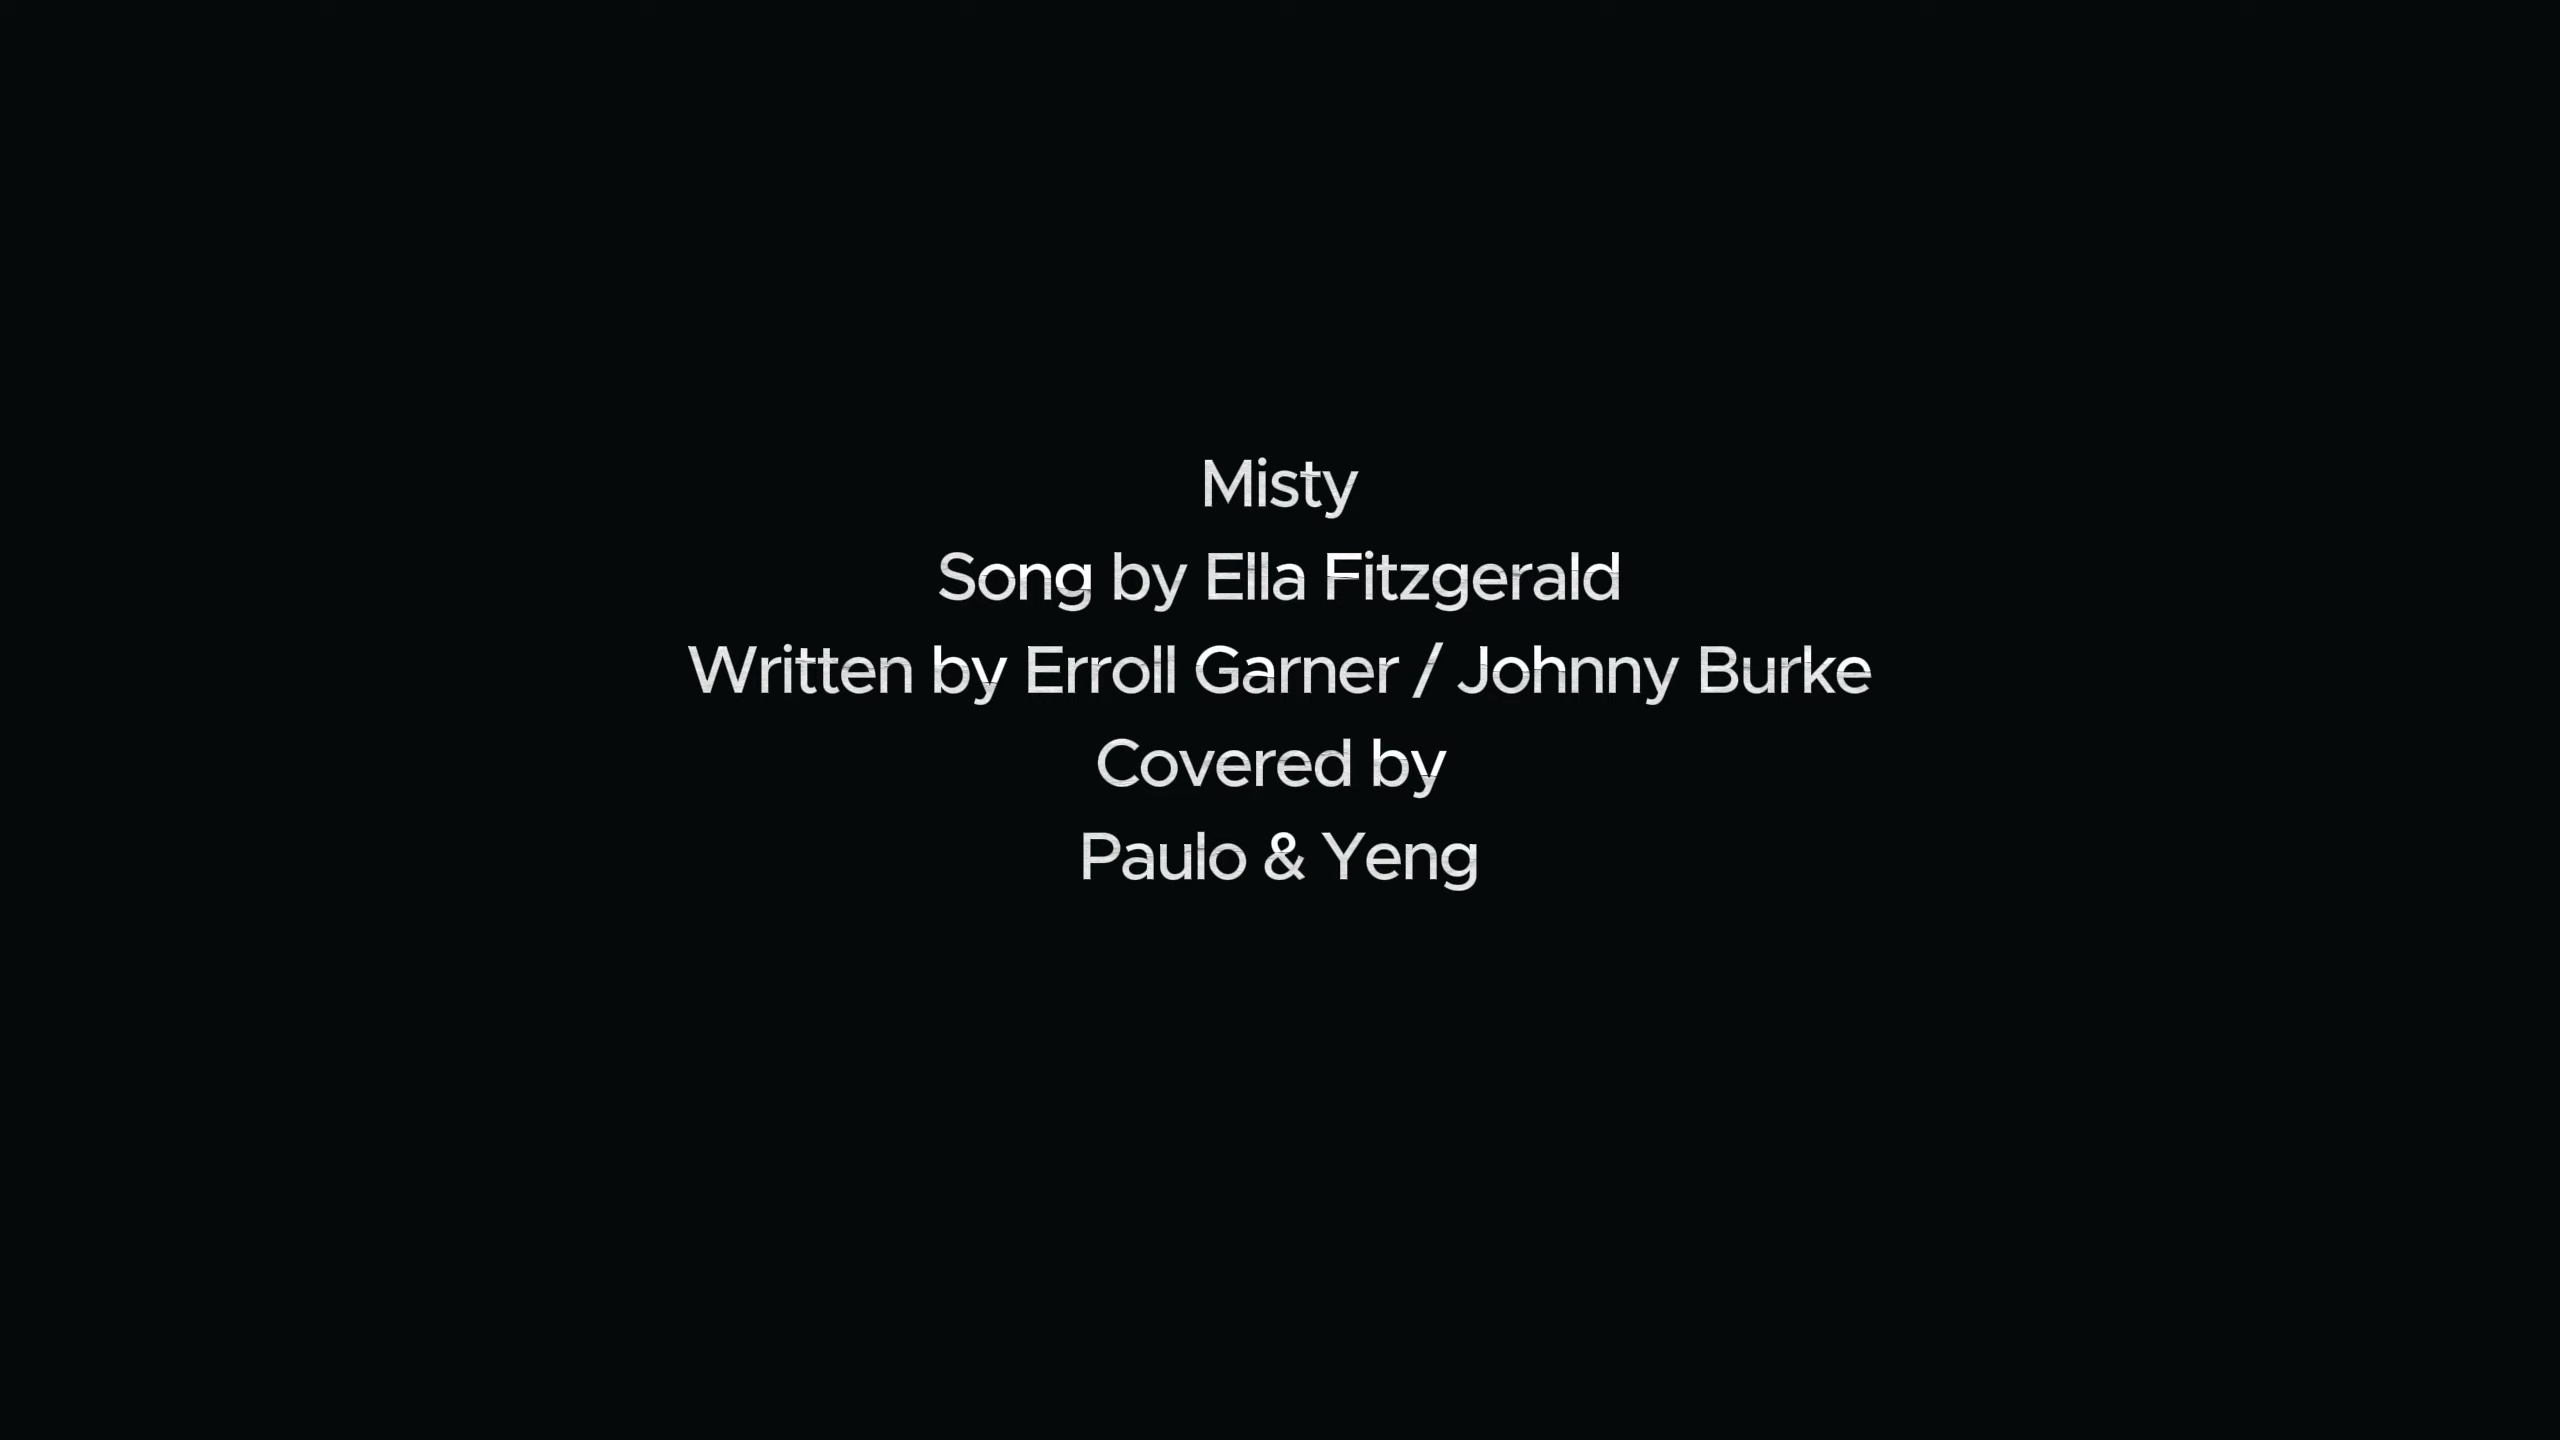 Misty
Song by Ella Fitzgerald
Written by Erroll Garner / Johnny Burke
Covered by
Paulo & Yeng